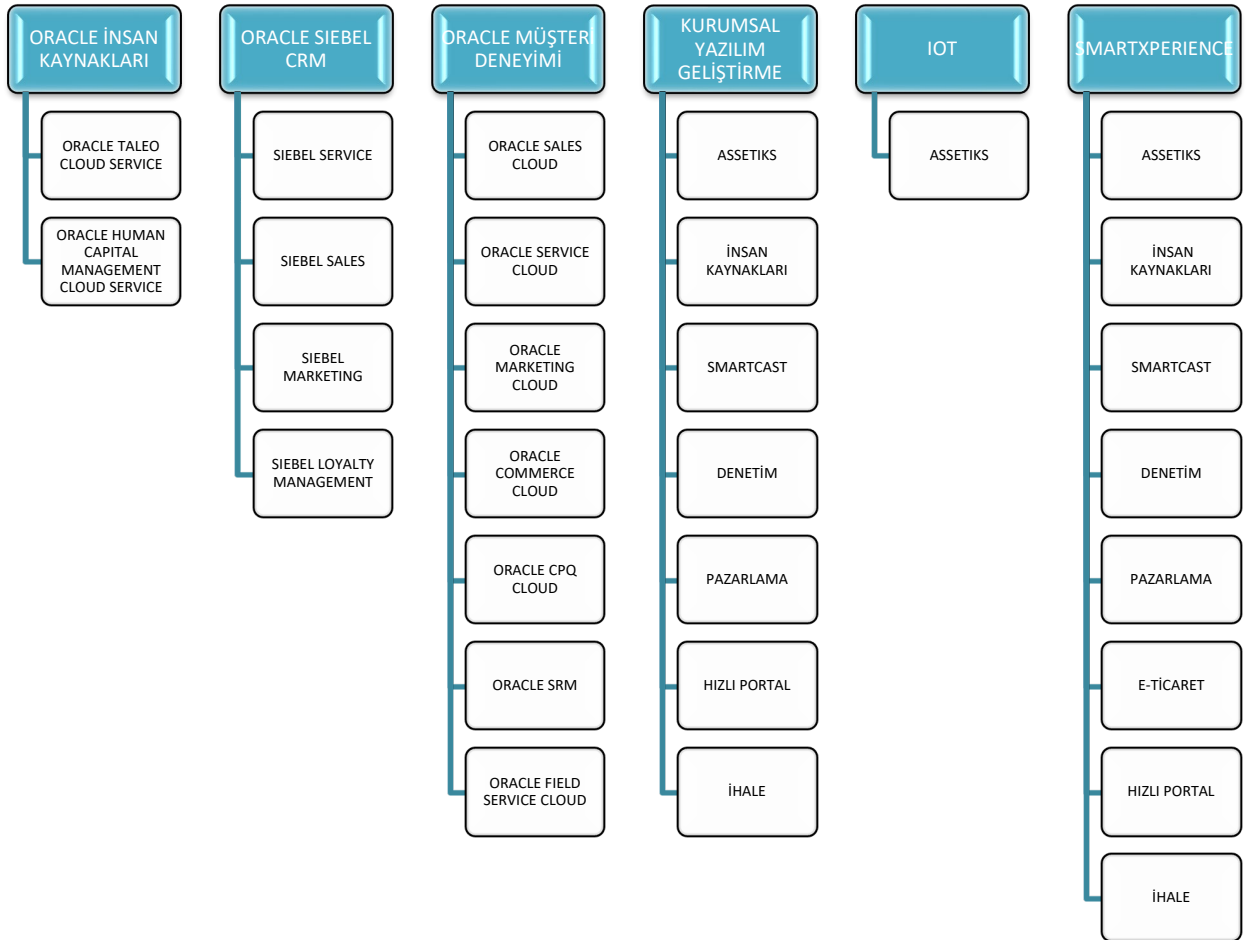 ORACLE İNSAN
KAYNAKLARI
ORACLE TALEO
CLOUD SERVICE
ORACLE HUMAN
CAPITAL
MANAGEMENT
CLOUD SERVICE
ORACLE SIEBEL
CRM
SIEBEL SERVICE
SIEBEL SALES
SIEBEL
MARKETING
SIEBEL LOYALTY
MANAGEMENT
ORACLE MÜŞTERİ
DENEYİMİ
ORACLE SALES
CLOUD
ORACLE SERVICE
CLOUD
ORACLE
MARKETING
CLOUD
ORACLE
COMMERCE
CLOUD
ORACLE CPQ
CLOUD
ORACLE SRM
ORACLE FIELD
SERVICE CLOUD
KURUMSAL
YAZILIM
GELİŞTİRME
ASSETIKS
İNSAN
KAYNAKLARI
SMARTCAST
DENETİM
PAZARLAMA
HIZLI PORTAL
İHALE
IOT
ASSETIKS
SMARTXPERIENCE
ASSETIKS
İNSAN
KAYNAKLARI
SMARTCAST
DENETİM
PAZARLAMA
E-TİCARET
HIZLI PORTAL
İHALE